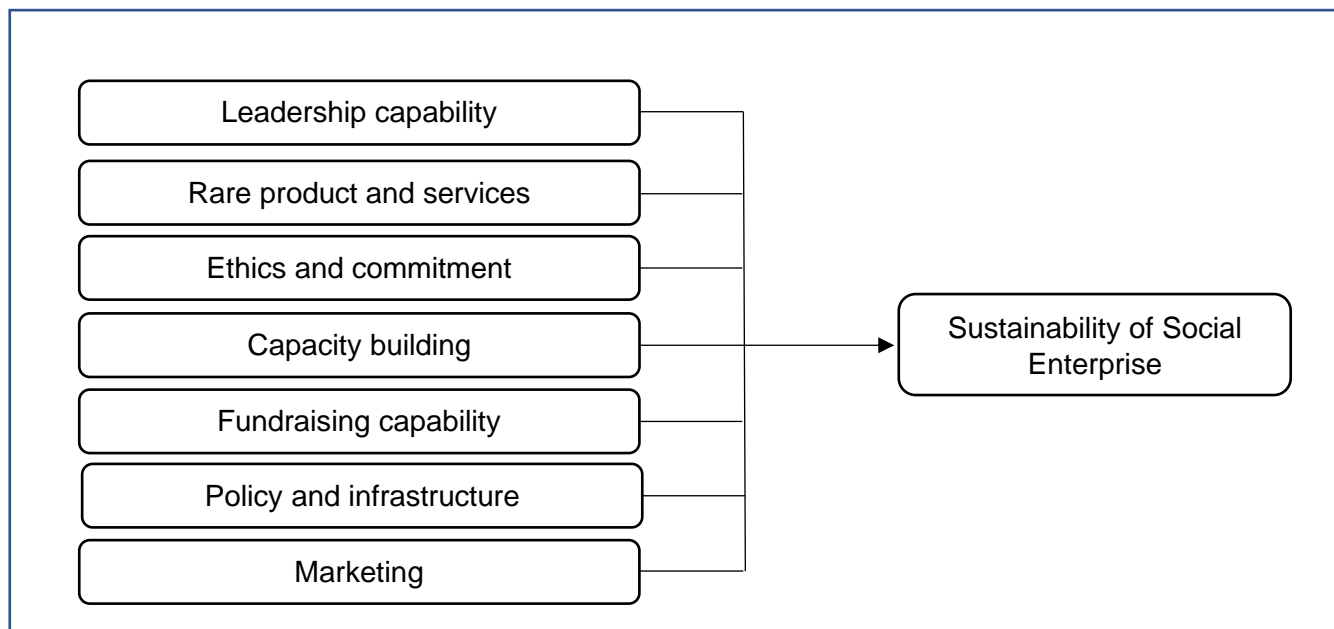 Leadership capability
Rare product and services
Ethics and commitment
Capacity building
Fundraising capability
Policy and infrastructure
Marketing
Sustainability of Social
Enterprise